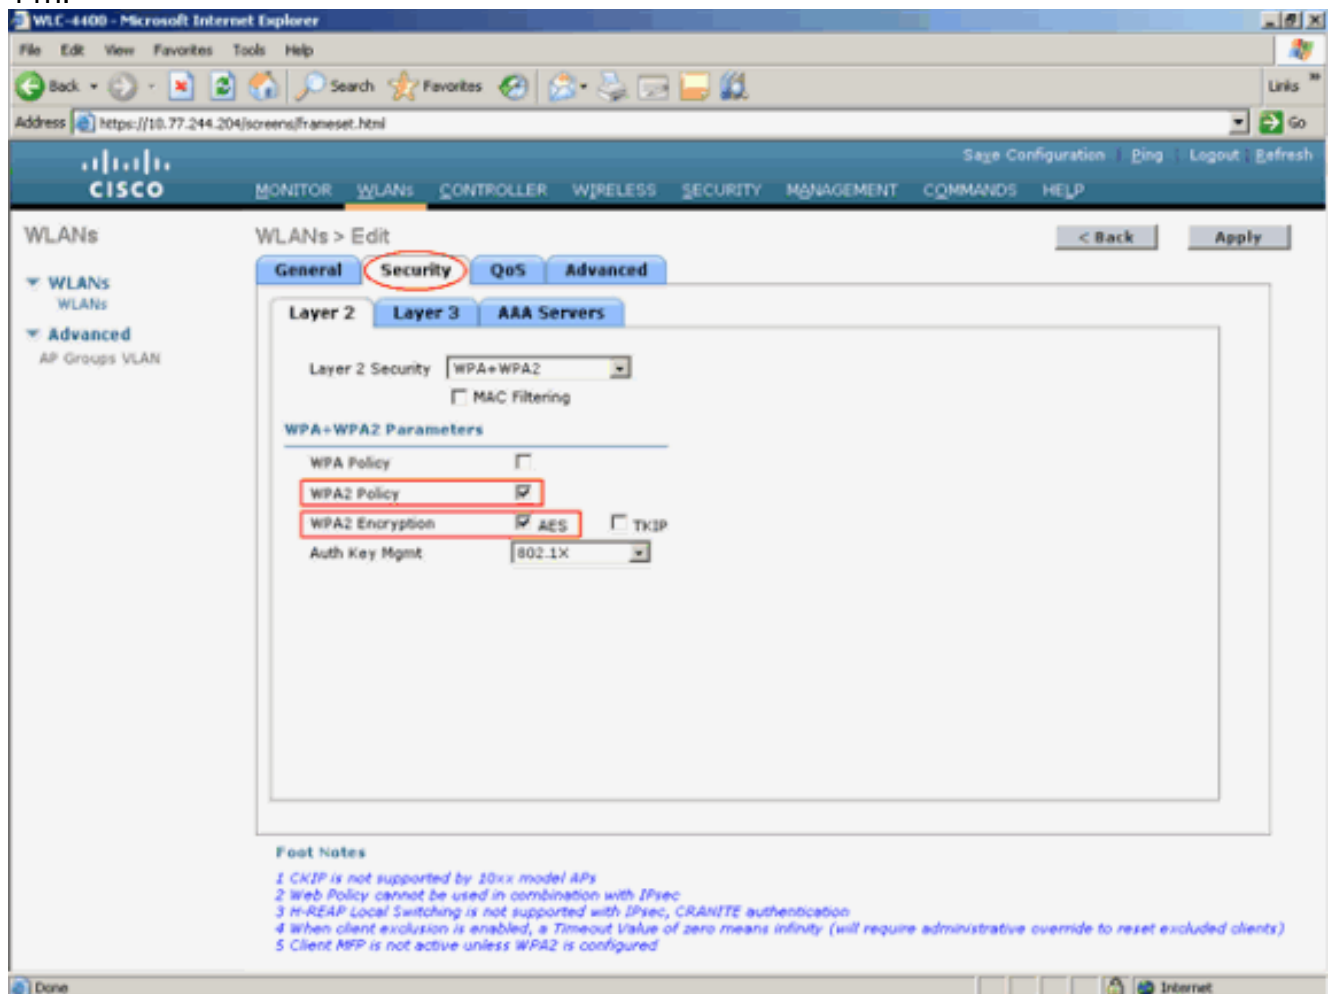 WLC-4400 - Microsoft Internet Explorer
File Edit View Favorites Tools Help
Back Search Favorites Links
Address https://10.77.244.204/screens/frameset.html Go
Save Configuration Ping Logout Refresh
CISCO MONITOR WLANs CONTROLLER WIRELESS SECURITY MANAGEMENT COMMANDS HELP
WLANs
WLANs
WLANs
Advanced
AP Groups VLAN
WLANs > Edit
< Back Apply
General Security QoS Advanced
Layer 2 Layer 3 AAA Servers
Layer 2 Security WPA+WPA2
MAC Filtering
WPA+WPA2 Parameters
WPA Policy
WPA2 Policy
WPA2 Encryption AES TKIP
Auth Key Mgmt 802.1X
Foot Notes
1 CKIP is not supported by 10xx model APs
2 Web Policy cannot be used in combination with IPsec
3 H-REAP Local Switching is not supported with IPsec, CRANITE authentication
4 When client exclusion is enabled, a Timeout Value of zero means infinity (will require administrative override to reset excluded clients)
5 Client MFP is not active unless WPA2 is configured
Done Internet